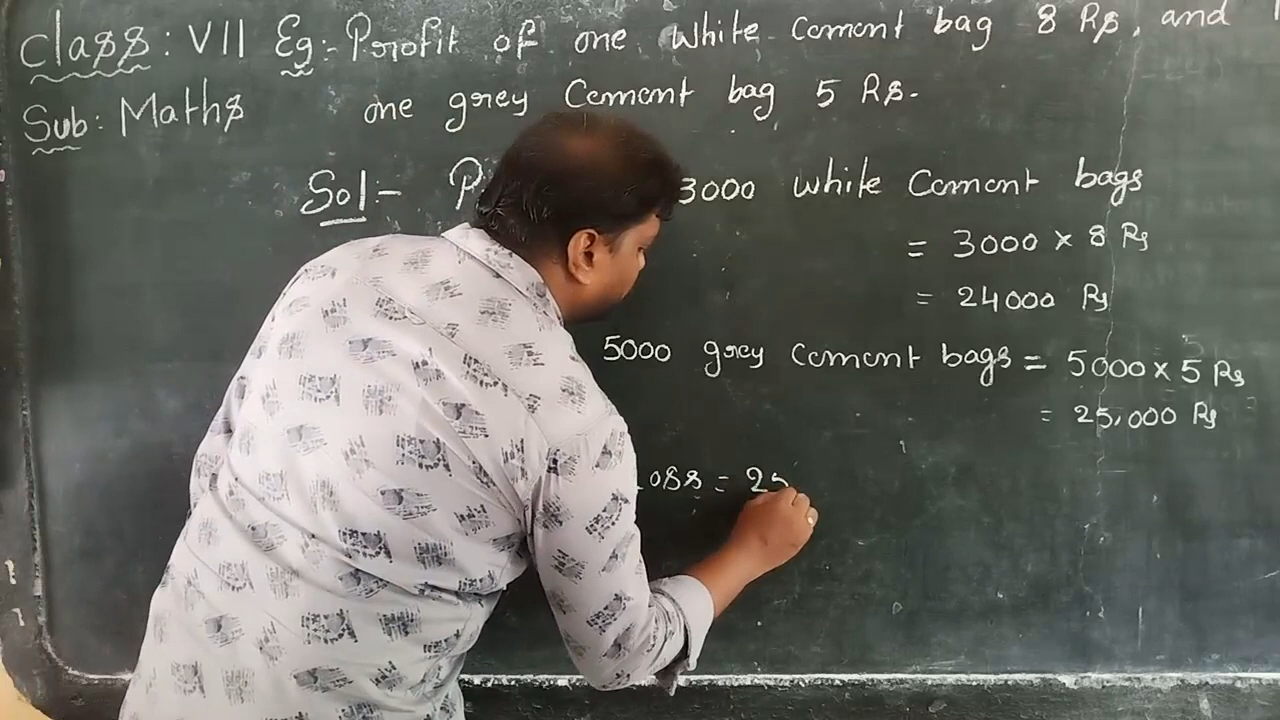 Class: VII Eg:- Profit of one white Cement bag 8 Rs, and
Sub: Maths one grey Cement bag 5 Rs.
Sol:- 3000 white Cement bags
= 3000 x 8 Rs
= 24000 Rs
5000 grey Cement bags = 5000 x 5 Rs
= 25,000 Rs
Loss = 25